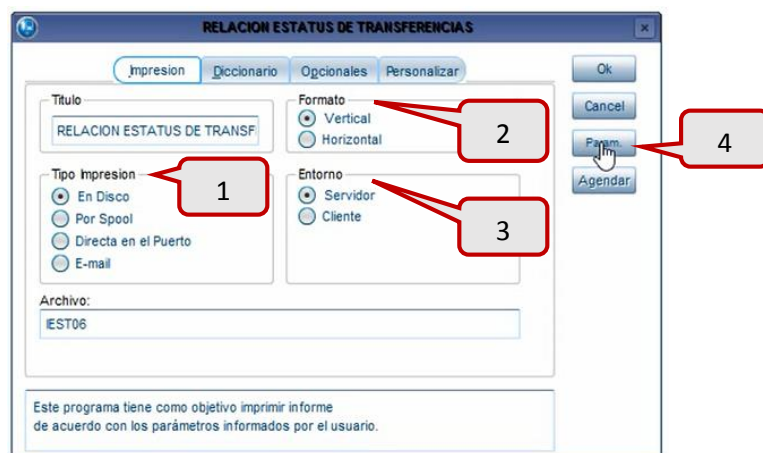 RELACION ESTATUS DE TRANSFERENCIAS
Impresion Diccionario Opcionales Personalizar
Ok
Cancel
Param.
Agendar
Titulo
RELACION ESTATUS DE TRANSF
Formato
Vertical
Horizontal
2
4
Tipo Impresion
En Disco
Por Spool
Directa en el Puerto
E-mail
1
Entorno
Servidor
Cliente
3
Archivo:
IEST06
Este programa tiene como objetivo imprimir informe
de acuerdo con los parámetros informados por el usuario.